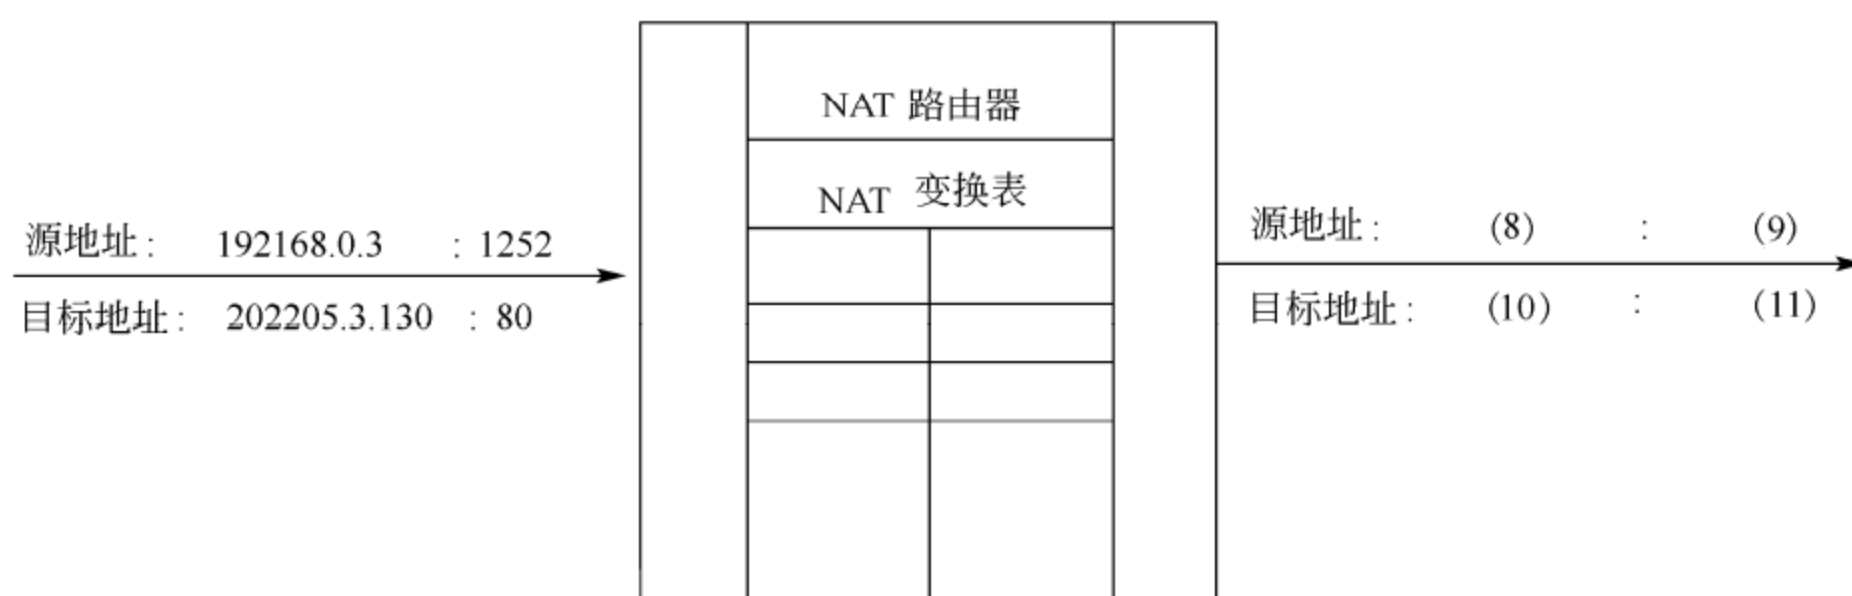 NAT 路由器
NAT 变换表
源地址: 192168.0.3 : 1252
目标地址: 202205.3.130 : 80
源地址: (8) : (9)
目标地址: (10) : (11)